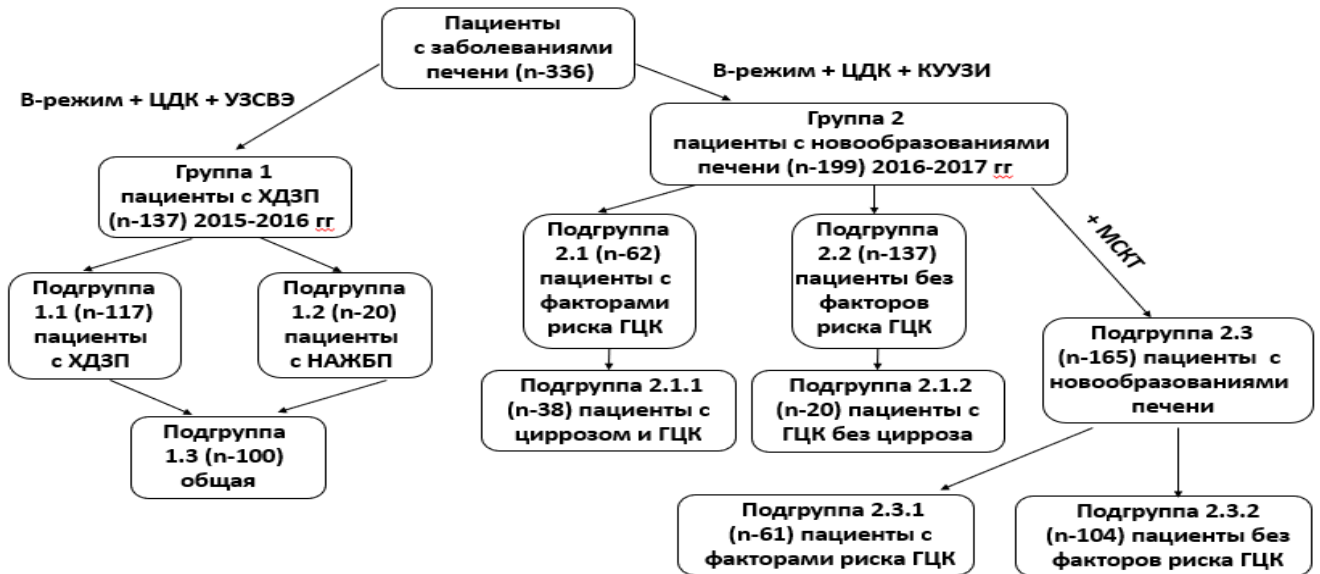 Пациенты
с заболеваниями
печени (n-336)
В-режим + ЦДК + УЗСВЭ
В-режим + ЦДК + КУУЗИ
Группа 1
пациенты с ХДЗП
(n-137) 2015-2016 гг
Группа 2
пациенты с новообразованиями
печени (n-199) 2016-2017 гг
Подгруппа
1.1 (n-117)
пациенты
с ХДЗП
Подгруппа
1.2 (n-20)
пациенты
с НАЖБП
Подгруппа
1.3 (n-100)
общая
Подгруппа
2.1 (n-62)
пациенты с
факторами
риска ГЦК
Подгруппа
2.2 (n-137)
пациенты без
факторов
риска ГЦК
+ МСКТ
Подгруппа 2.1.1
(n-38) пациенты с
циррозом и ГЦК
Подгруппа 2.1.2
(n-20) пациенты с
ГЦК без цирроза
Подгруппа 2.3
(n-165) пациенты с
новообразованиями
печени
Подгруппа 2.3.1
(n-61) пациенты с
факторами риска ГЦК
Подгруппа 2.3.2
(n-104) пациенты без
факторов риска ГЦК